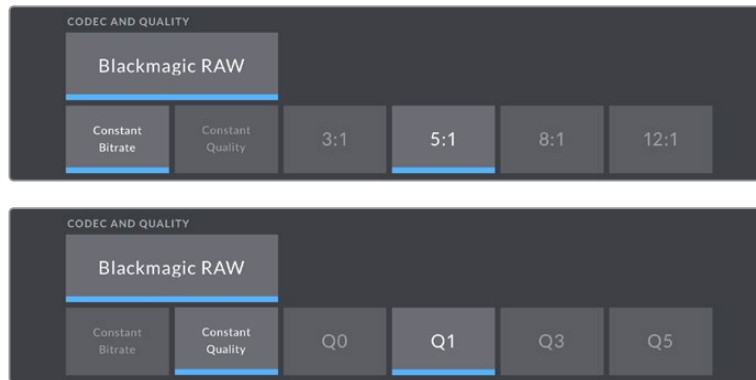 CODEC AND QUALITY
Blackmagic RAW
Constant Bitrate Constant Quality 3:1 5:1 8:1 12:1
CODEC AND QUALITY
Blackmagic RAW
Constant Bitrate Constant Quality Q0 Q1 Q3 Q5